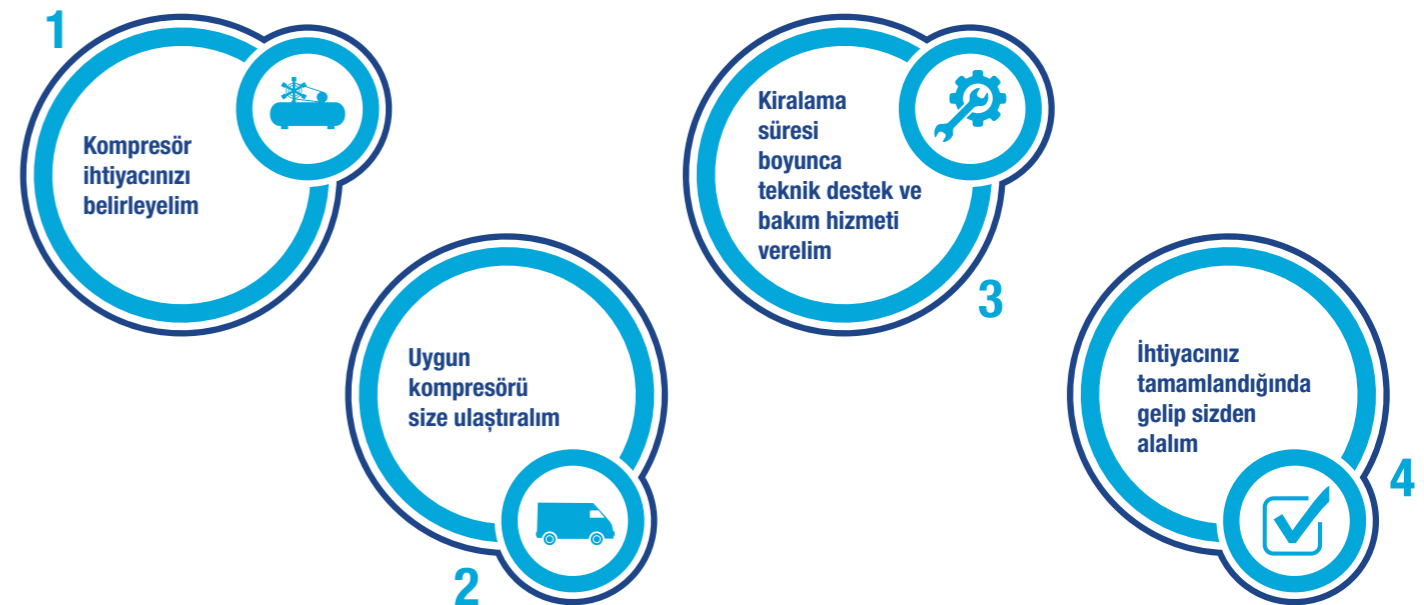 1
Kompresör
ihtiyacınızı
belirleyelim
Uygun
kompresörü
size ulaştıralım
2
Kiralama
süresi
boyunca
teknik destek ve
bakım hizmeti
verelim
3
İhtiyacınız
tamamlandığında
gelip sizden
alalım
4